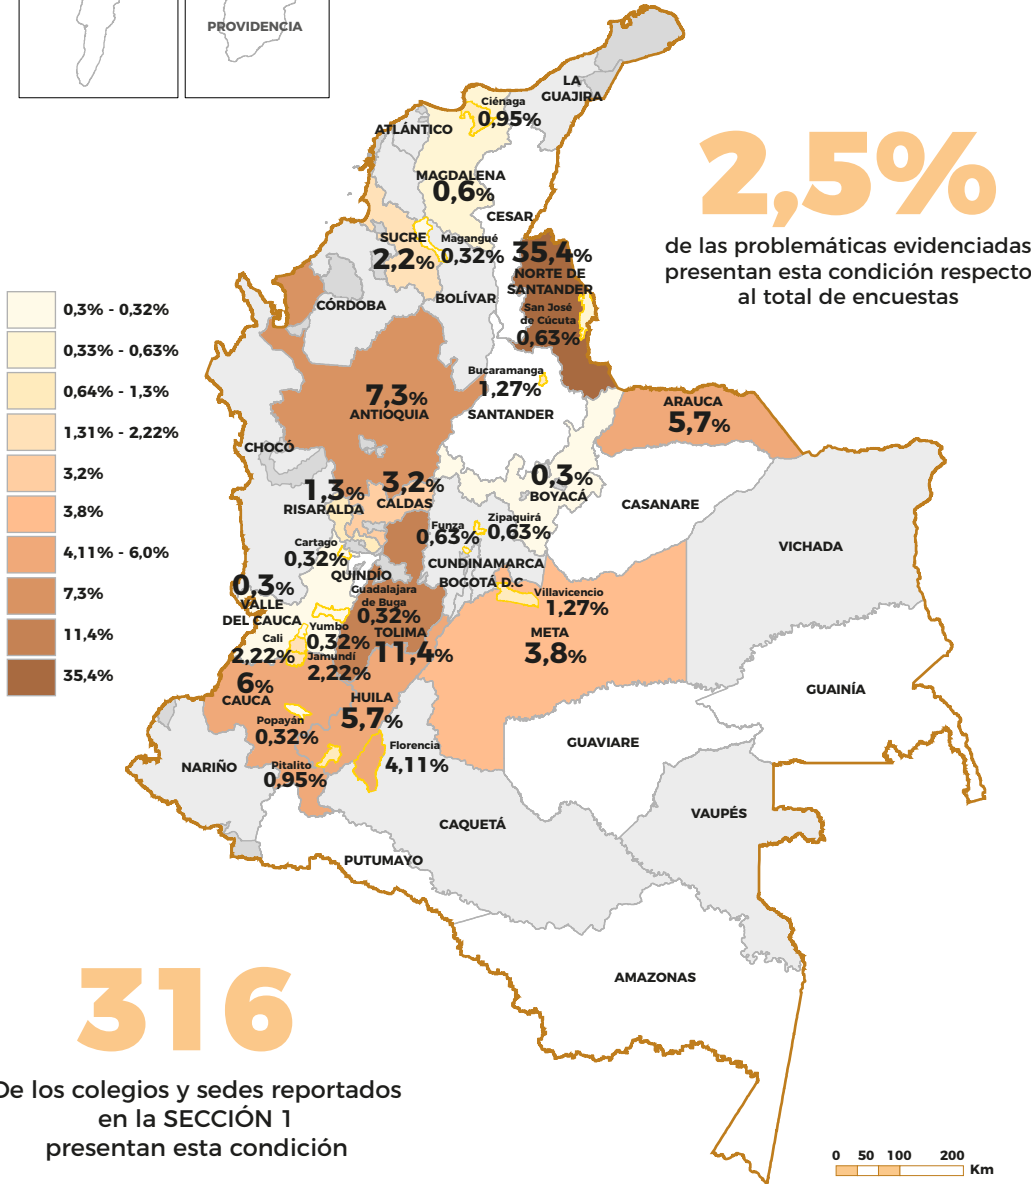 PROVIDENCIA
LA
GUAJIRA
Ciénaga
0,95%
ATLÁNTICO
MAGDALENA
0,6%
CESAR
2,5%
de las problemáticas evidenciadas
presentan esta condición respecto
al total de encuestas
SUCRE
2,2%
Magangué
0,32%
35,4%
NORTE DE
SANTANDER
San José
de Cúcuta
0,63%
BOLÍVAR
CÓRDOBA
0,3% - 0,32%
0,33% - 0,63%
0,64% - 1,3%
1,31% - 2,22%
3,2%
3,8%
4,11% - 6,0%
7,3%
11,4%
35,4%
Bucaramanga
1,27%
SANTANDER
7,3%
ANTIOQUIA
ARAUCA
5,7%
CHOCÓ
1,3%
RISARALDA
3,2%
CALDAS
0,3%
BOYACÁ
CASANARE
Funza
0,63%
Zipaquirá
0,63%
VICHADA
Cartago
0,32%
QUINDÍO
CUNDINAMARCA
BOGOTÁ D.C
0,3%
VALLE
DEL CAUCA
Guadalajara
de Buga
0,32%
TOLIMA
11,4%
Villavicencio
1,27%
META
3,8%
Yumbo
0,32%
Cali
2,22%
Jamundí
2,22%
6%
CAUCA
HUILA
5,7%
GUAINÍA
Popayán
0,32%
Florencia
4,11%
GUAVIARE
NARIÑO
Pitalito
0,95%
CAQUETÁ
VAUPÉS
PUTUMAYO
AMAZONAS
316
De los colegios y sedes reportados
en la SECCIÓN 1
presentan esta condición
0 50 100 200
Km